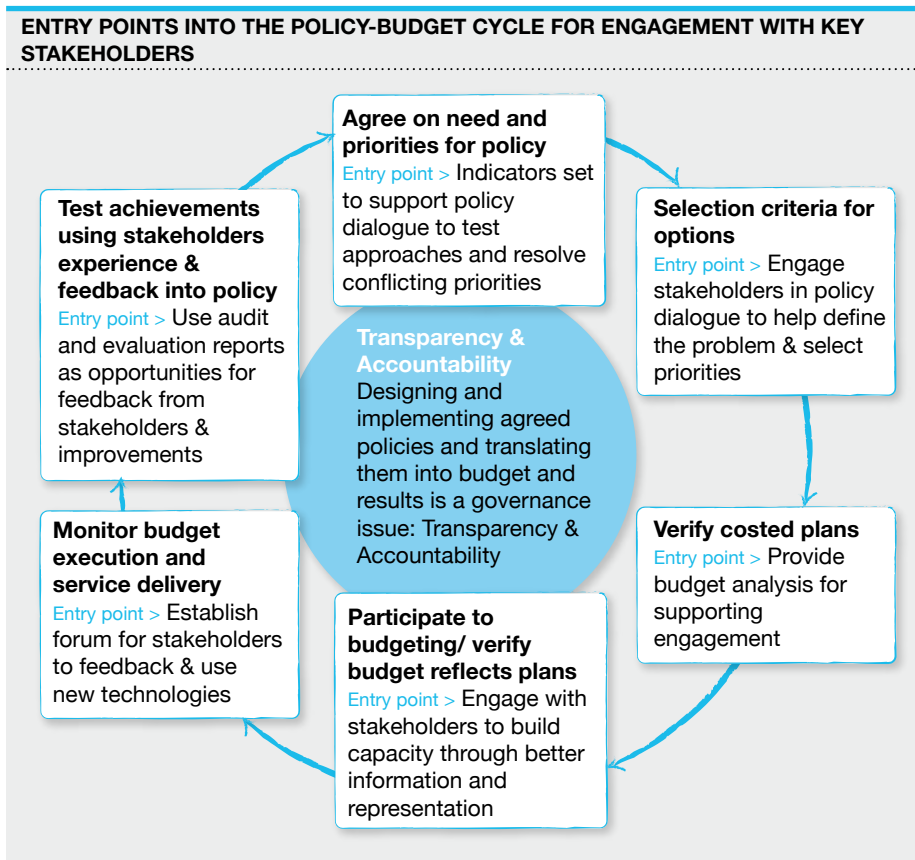 ENTRY POINTS INTO THE POLICY-BUDGET CYCLE FOR ENGAGEMENT WITH KEY
STAKEHOLDERS
Agree on need and
priorities for policy
Entry point > Indicators set
to support policy
dialogue to test
approaches and resolve
conflicting priorities
Selection criteria for
options
Entry point > Engage
stakeholders in policy
dialogue to help define
the problem & select
priorities
Verify costed plans
Entry point > Provide
budget analysis for
supporting
engagement
Participate to
budgeting/ verify
budget reflects plans
Entry point > Engage with
stakeholders to build
capacity through better
information and
representation
Monitor budget
execution and
service delivery
Entry point > Establish
forum for stakeholders
to feedback & use
new technologies
Test achievements
using stakeholders
experience &
feedback into policy
Entry point > Use audit
and evaluation reports
as opportunities for
feedback from
stakeholders &
improvements
Transparency &
Accountability
Designing and
implementing agreed
policies and translating
them into budget and
results is a governance
issue: Transparency &
Accountability